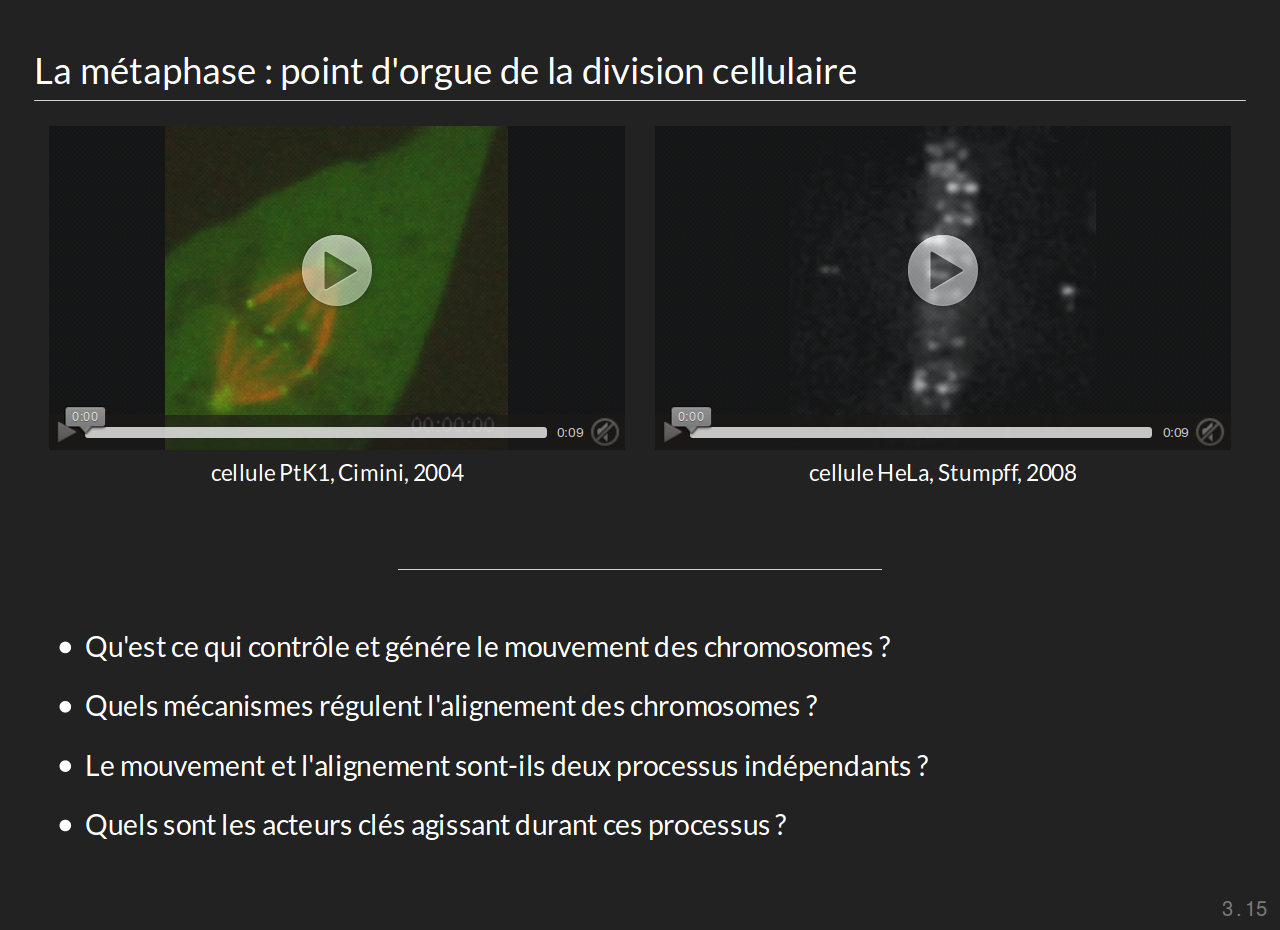 La métaphase : point d'orgue de la division cellulaire
00:00:00
0:00
0:09
0:00
0:09
cellule PtK1, Cimini, 2004
cellule HeLa, Stumpff, 2008
Qu'est ce qui contrôle et génére le mouvement des chromosomes ?
Quels mécanismes régulent l'alignement des chromosomes ?
Le mouvement et l'alignement sont-ils deux processus indépendants ?
Quels sont les acteurs clés agissant durant ces processus ?
3.15